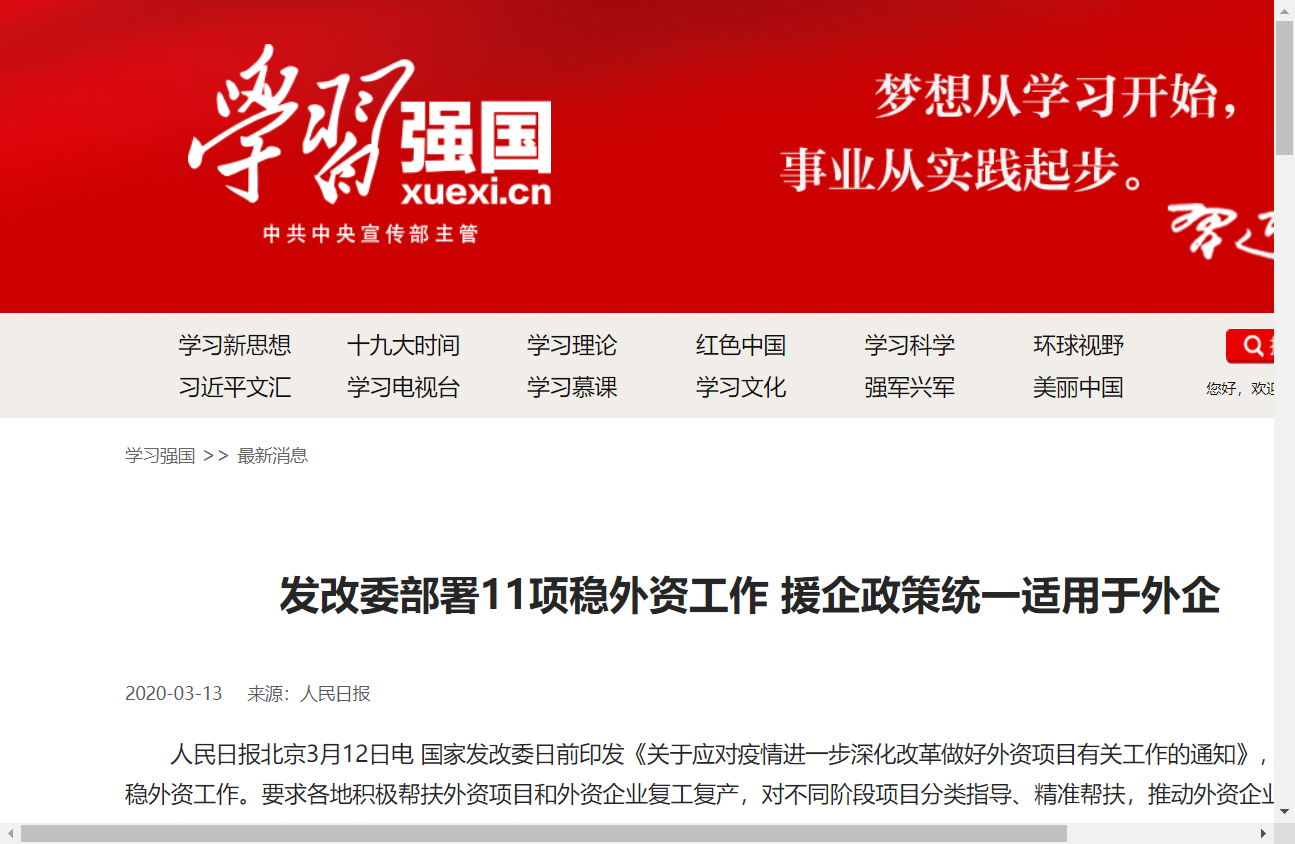 学習强国
xuexi.cn
中共中央宣传部主管
梦想从学习开始，
事业从实践起步。
学习新思想 十九大时间 学习理论 红色中国 学习科学 环球视野
习近平文汇 学习电视台 学习慕课 学习文化 强军兴军 美丽中国
您好，欢迎
学习强国 >> 最新消息
发改委部署11项稳外资工作 援企政策统一适用于外企
2020-03-13 来源：人民日报
人民日报北京3月12日电 国家发改委日前印发《关于应对疫情进一步深化改革做好外资项目有关工作的通知》，
稳外资工作。要求各地积极帮扶外资项目和外资企业复工复产，对不同阶段项目分类指导、精准帮扶，推动外资企业